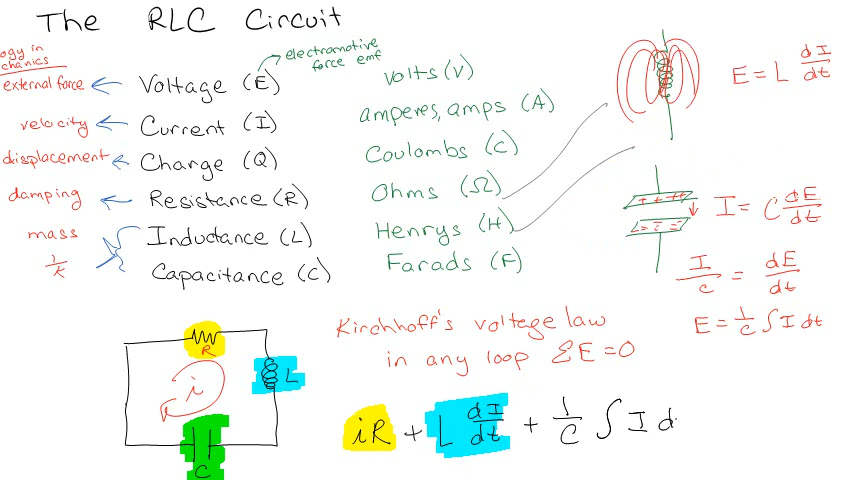 The RLC Circuit
ogy in
chanics
electromotive
force emf
external force ← Voltage (E)
volts (V)
E = L dI/dt
velocity ← Current (I)
amperes, amps (A)
displacement ← Charge (Q)
Coulombs (C)
damping ← Resistance (R)
Ohms (Ω)
mass
Inductance (L)
Henrys (H)
1/k
Capacitance (C)
Farads (F)
+ + ++
I = C dE/dt
I/C = dE/dt
E = 1/C ∫ I dt
Kirchhoff's voltage law
in any loop ΣE = 0
R
L
i
C
iR + L dI/dt + 1/C ∫ I d